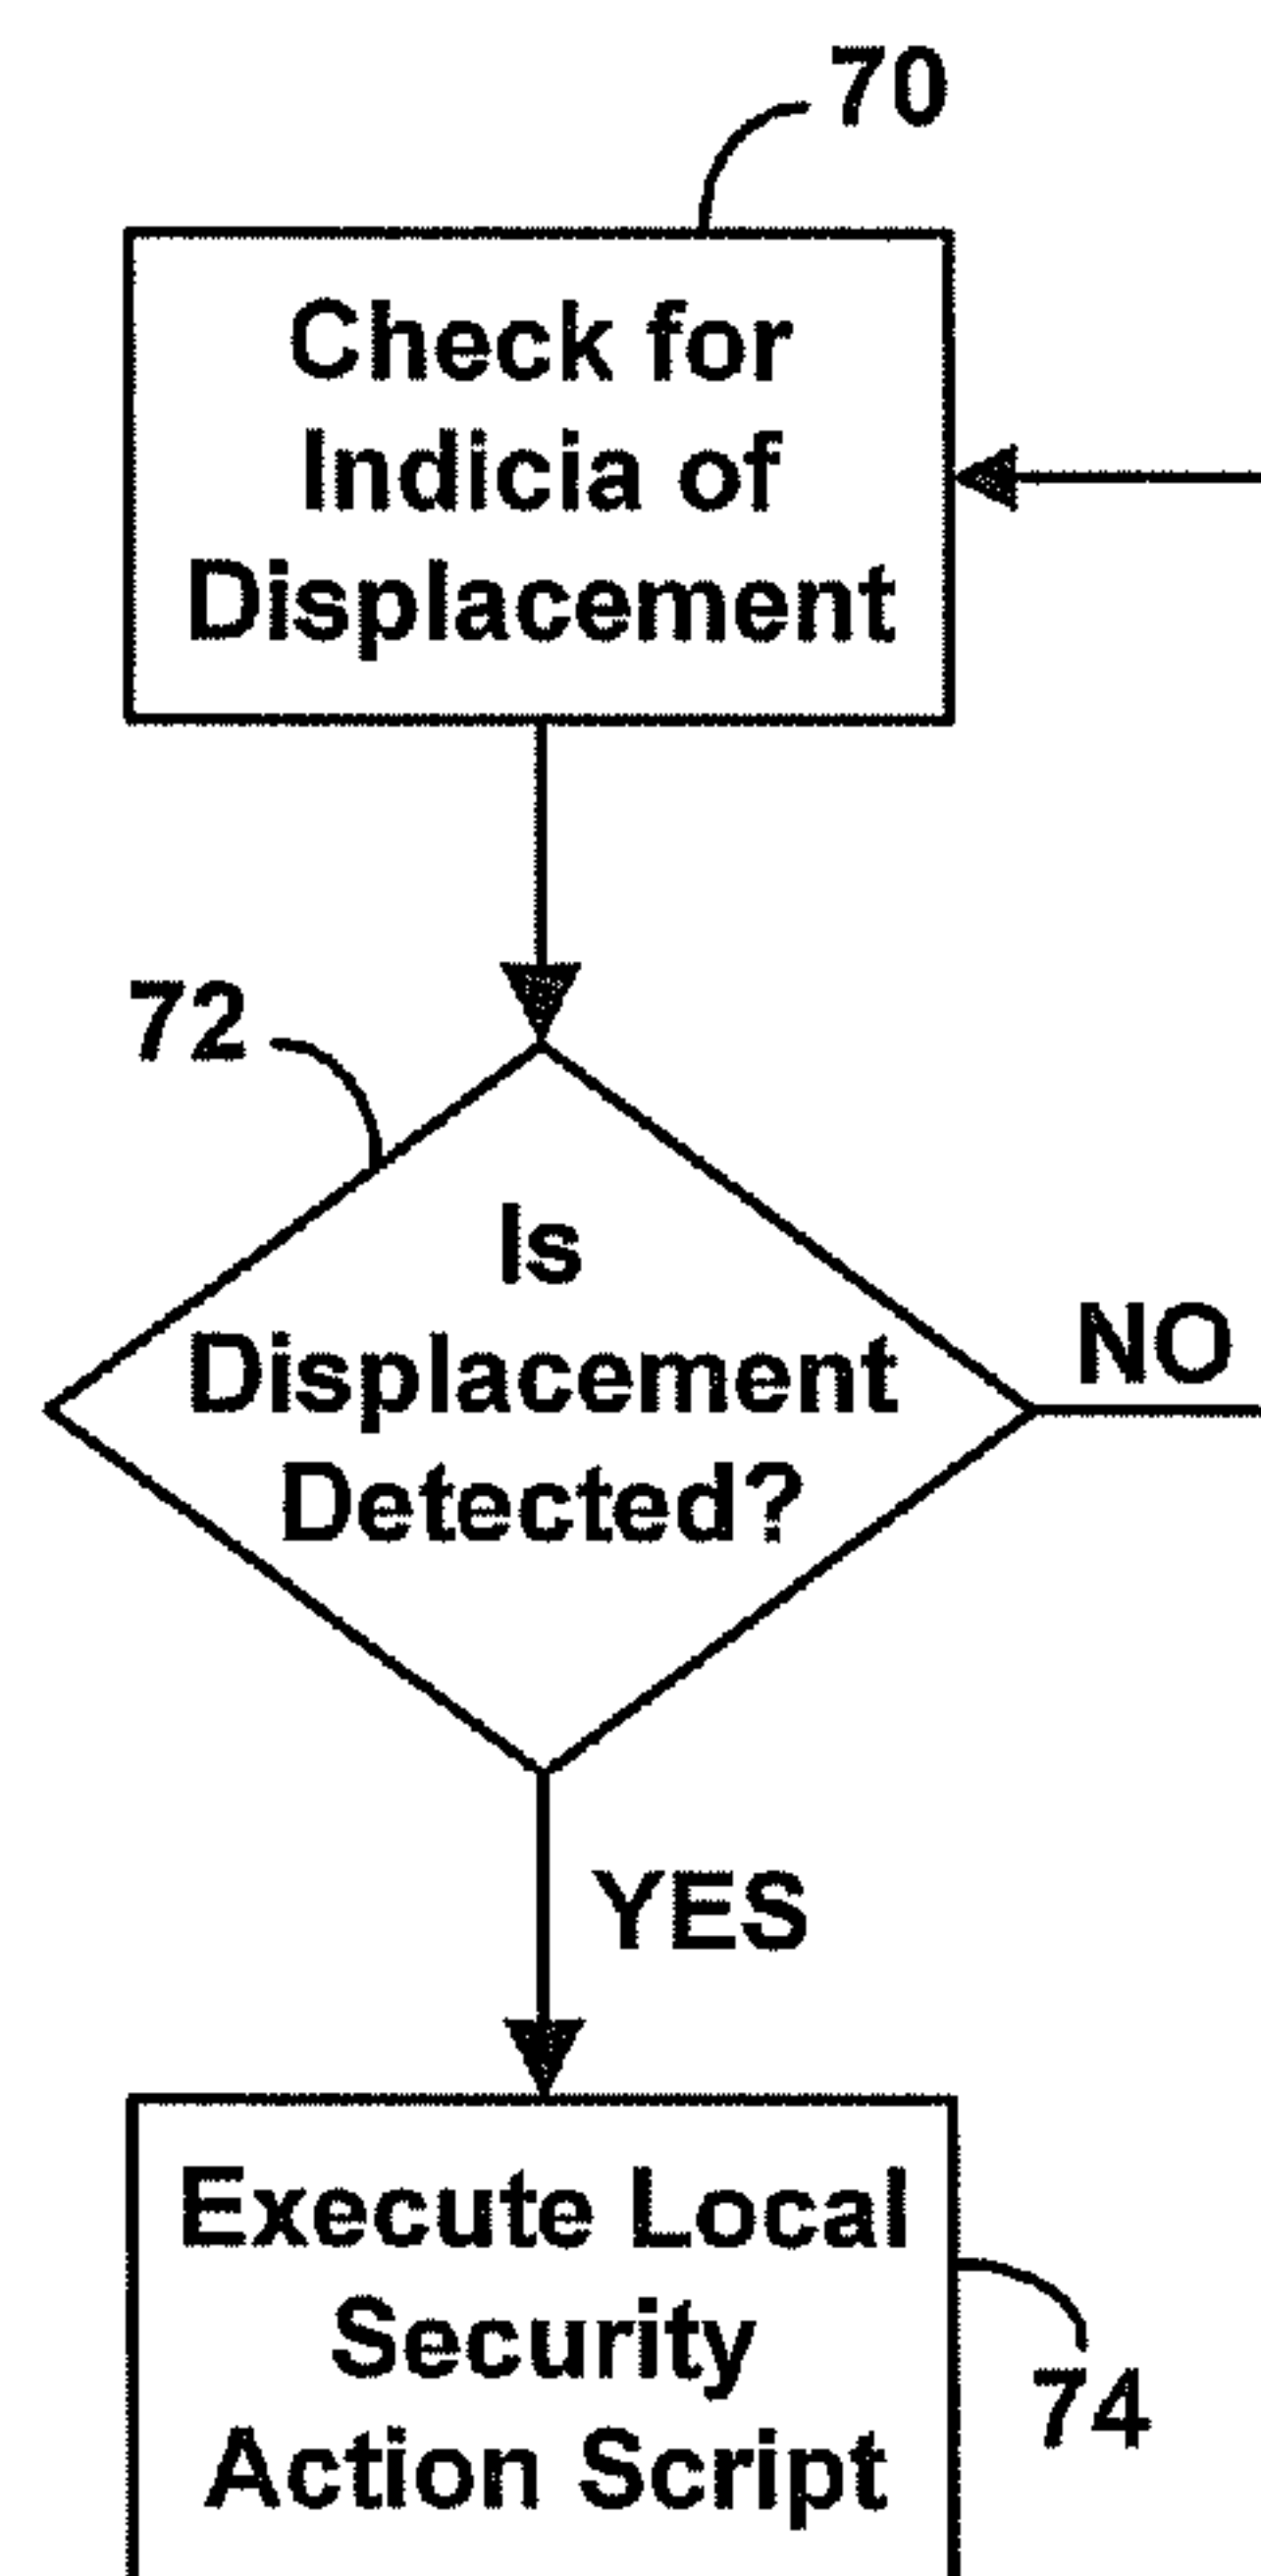 70
Check for
Indicia of
Displacement
72
Is
Displacement
Detected?
NO
YES
Execute Local
Security
Action Script
74